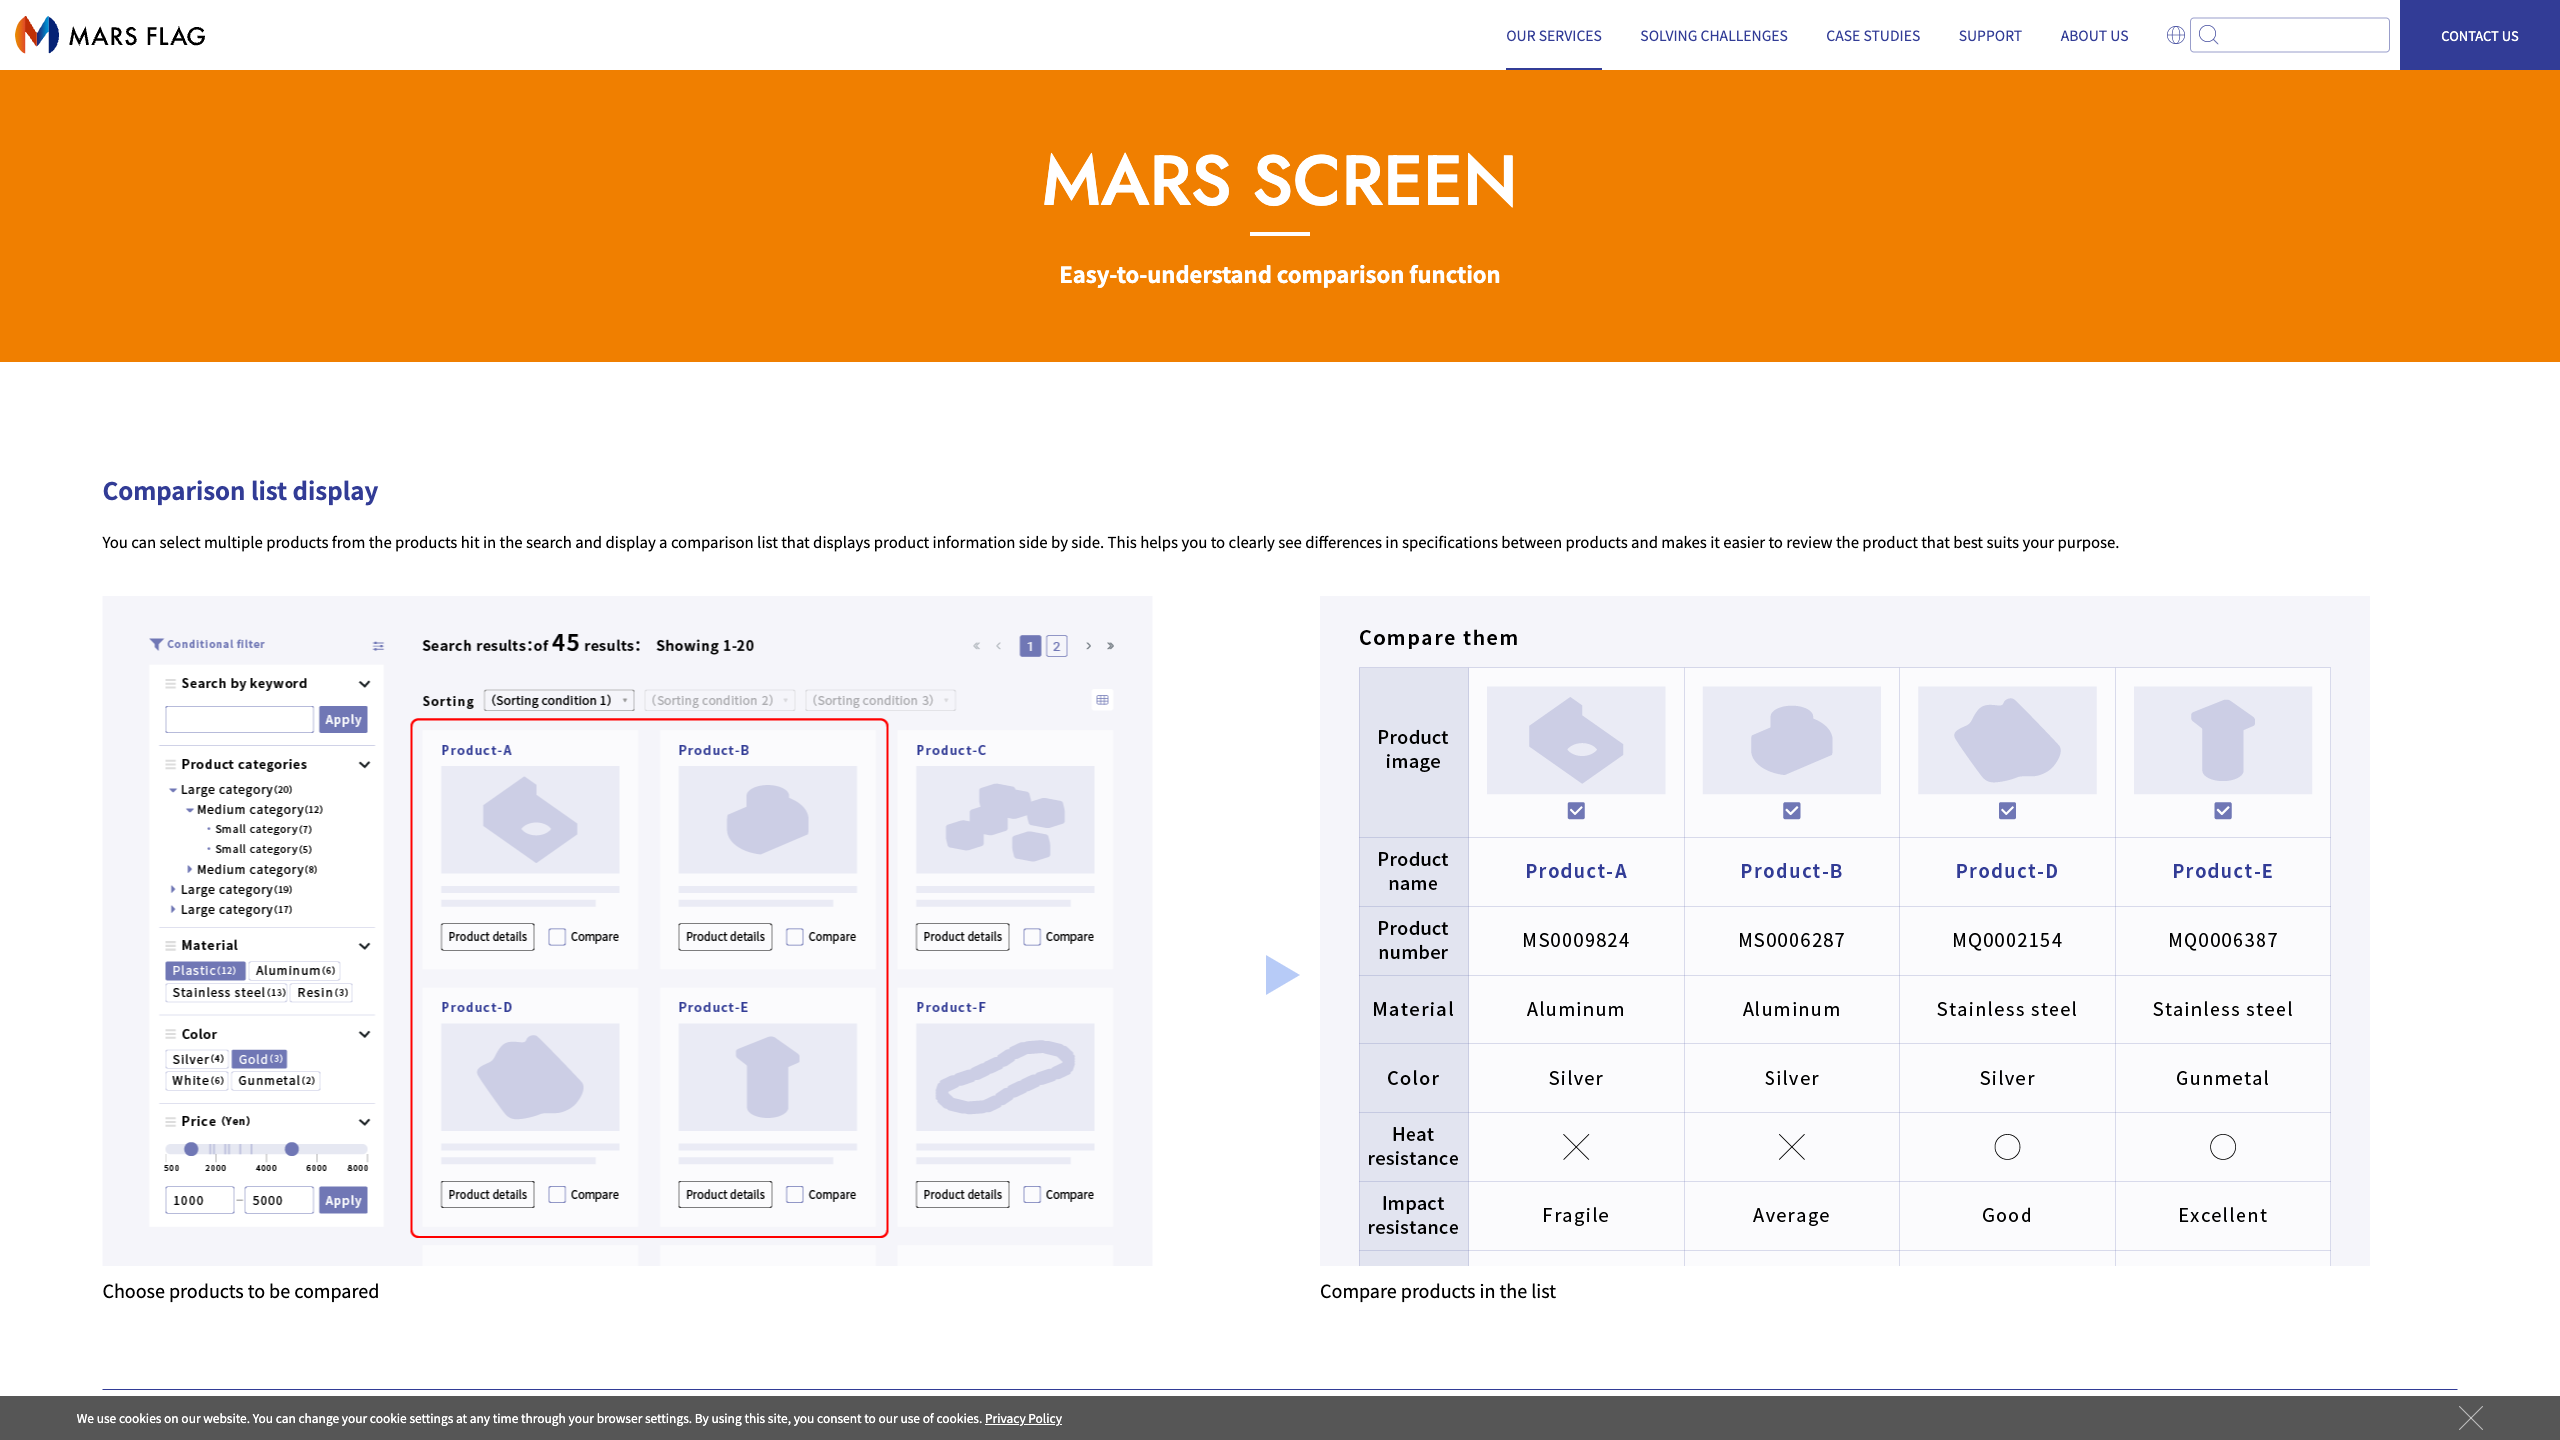 MARS FLAG
OUR SERVICES
SOLVING CHALLENGES
CASE STUDIES
SUPPORT
ABOUT US
CONTACT US
MARS SCREEN
Easy-to-understand comparison function
Comparison list display
You can select multiple products from the products hit in the search and display a comparison list that displays product information side by side. This helps you to clearly see differences in specifications between products and makes it easier to review the product that best suits your purpose.
Conditional filter
Search by keyword
Apply
Product categories
Large category(20)
Medium category(12)
Small category(7)
Small category(5)
Medium category(8)
Large category(19)
Large category(17)
Material
Plastic(12) Aluminum(6)
Stainless steel(13) Resin(3)
Color
Silver(4) Gold(3)
White(6) Gunmetal(2)
Price (Yen)
500 2000 4000 6000 8000
1000 – 5000 Apply
Search results:of 45 results: Showing 1-20
« ‹ 1 2 › »
Sorting (Sorting condition 1) (Sorting condition 2) (Sorting condition 3)
Product-A Product-B Product-C
Product details Compare Product details Compare Product details Compare
Product-D Product-E Product-F
Product details Compare Product details Compare Product details Compare
Choose products to be compared
Compare them
Product
image
Product
name
Product-A Product-B Product-D Product-E
Product
number
MS0009824 MS0006287 MQ0002154 MQ0006387
Material Aluminum Aluminum Stainless steel Stainless steel
Color Silver Silver Silver Gunmetal
Heat
resistance
Impact
resistance
Fragile Average Good Excellent
Compare products in the list
We use cookies on our website. You can change your cookie settings at any time through your browser settings. By using this site, you consent to our use of cookies. Privacy Policy